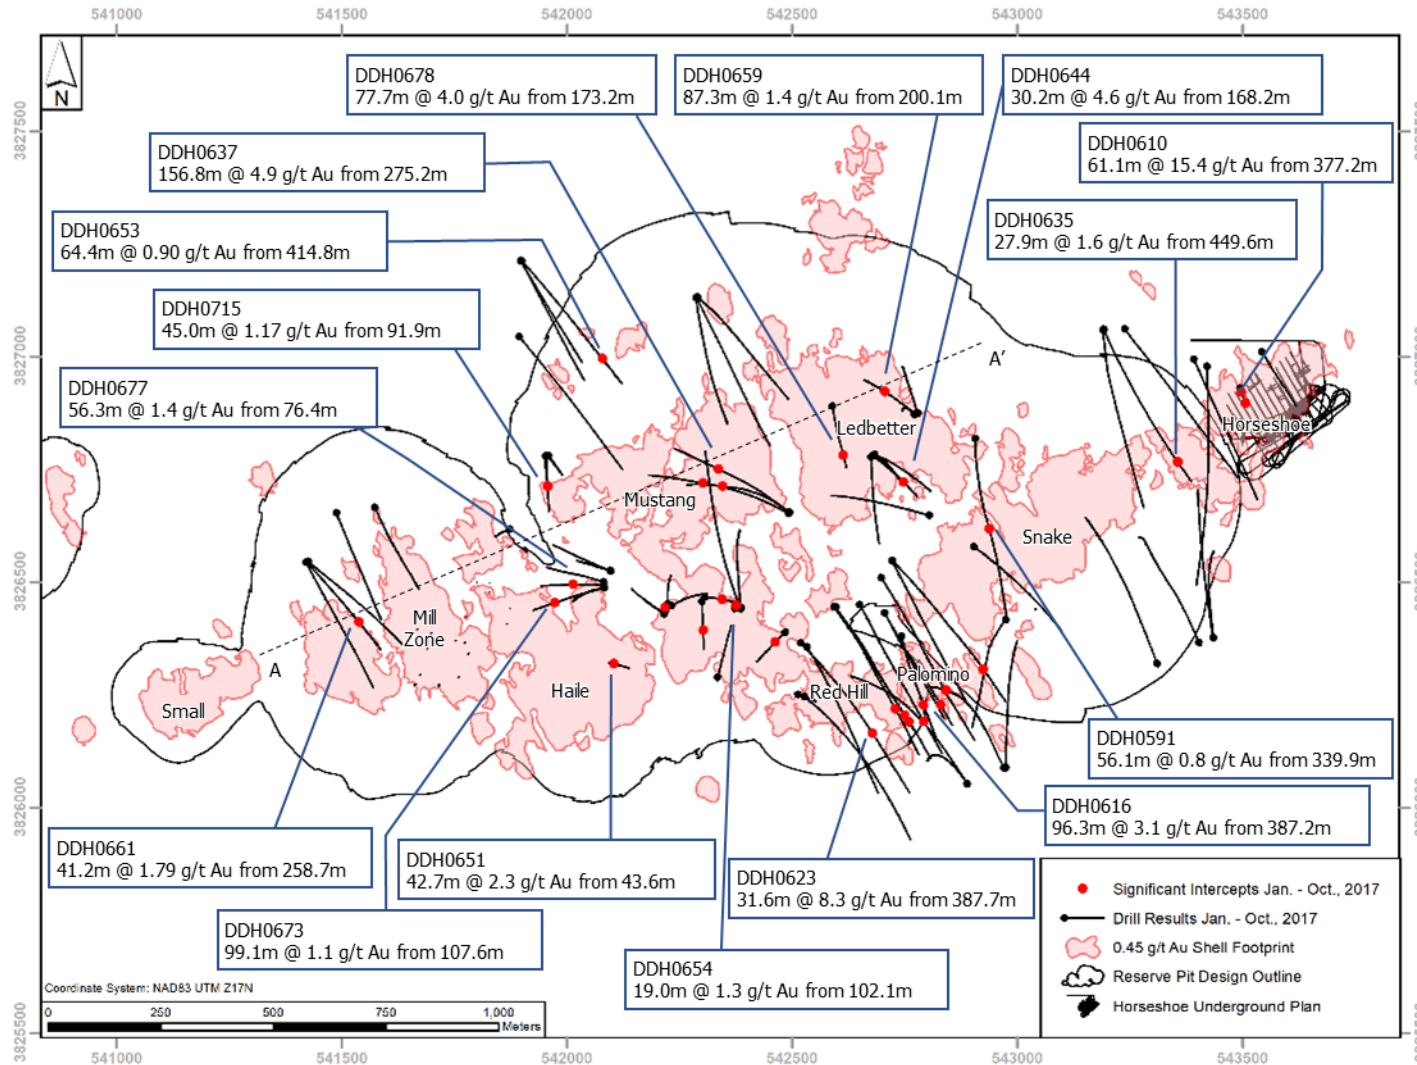 541000 541500 542000 542500 543000 543500
N
DDH0678
77.7m @ 4.0 g/t Au from 173.2m
DDH0659
87.3m @ 1.4 g/t Au from 200.1m
DDH0644
30.2m @ 4.6 g/t Au from 168.2m
3827500
DDH0637
156.8m @ 4.9 g/t Au from 275.2m
DDH0610
61.1m @ 15.4 g/t Au from 377.2m
DDH0653
64.4m @ 0.90 g/t Au from 414.8m
DDH0635
27.9m @ 1.6 g/t Au from 449.6m
DDH0715
45.0m @ 1.17 g/t Au from 91.9m
3827000
A'
DDH0677
56.3m @ 1.4 g/t Au from 76.4m
Ledbetter
Horseshoe
Mustang
Snake
3826500
Mill
Zone
A
Small
Haile
Red Hill
Palomino
DDH0591
56.1m @ 0.8 g/t Au from 339.9m
3826000
DDH0616
96.3m @ 3.1 g/t Au from 387.2m
DDH0661
41.2m @ 1.79 g/t Au from 258.7m
DDH0651
42.7m @ 2.3 g/t Au from 43.6m
DDH0623
31.6m @ 8.3 g/t Au from 387.7m
DDH0673
99.1m @ 1.1 g/t Au from 107.6m
DDH0654
19.0m @ 1.3 g/t Au from 102.1m
Significant Intercepts Jan. - Oct., 2017
Drill Results Jan. - Oct., 2017
0.45 g/t Au Shell Footprint
Reserve Pit Design Outline
Horseshoe Underground Plan
Coordinate System: NAD83 UTM Z17N
0 250 500 750 1,000
Meters
3825500
541000 541500 542000 542500 543000 543500